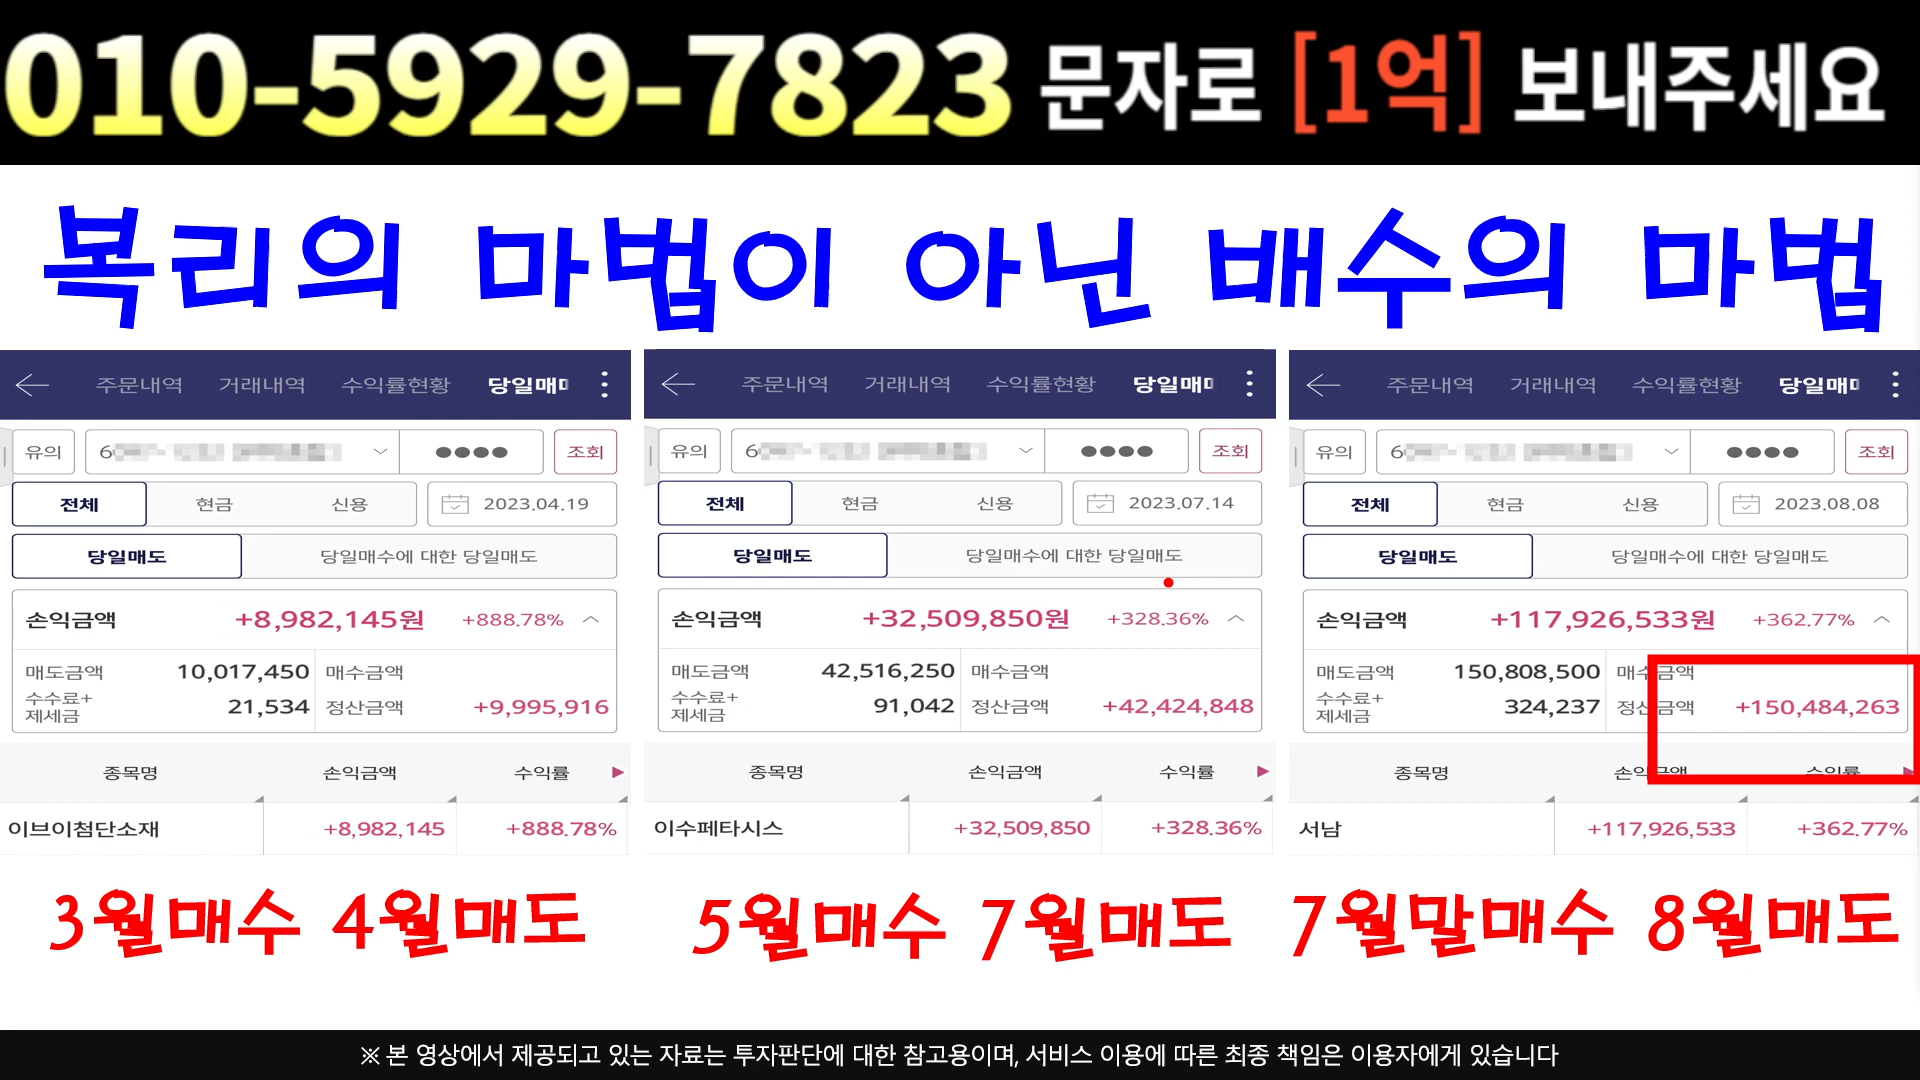 010-5929-7823 문자로 [1억] 보내주세요
복리의 마법이 아닌 배수의 마법
주문내역 거래내역 수익률현황 당일매
유의 6 ●●●● 조회
전체 현금 신용 2023.04.19
당일매도 당일매수에 대한 당일매도
손익금액 +8,982,145원 +888.78%
매도금액 10,017,450 매수금액
수수료+
제세금 21,534 정산금액 +9,995,916
종목명 손익금액 수익률
이브이첨단소재 +8,982,145 +888.78%
3월매수 4월매도
주문내역 거래내역 수익률현황 당일매
유의 6 ●●●● 조회
전체 현금 신용 2023.07.14
당일매도 당일매수에 대한 당일매도
손익금액 +32,509,850원 +328.36%
매도금액 42,516,250 매수금액
수수료+
제세금 91,042 정산금액 +42,424,848
종목명 손익금액 수익률
이수페타시스 +32,509,850 +328.36%
5월매수 7월매도
주문내역 거래내역 수익률현황 당일매
유의 6 ●●●● 조회
전체 현금 신용 2023.08.08
당일매도 당일매수에 대한 당일매도
손익금액 +117,926,533원 +362.77%
매도금액 150,808,500 매수금액
수수료+
제세금 324,237 정산금액 +150,484,263
종목명 손익금액 수익률
서남 +117,926,533 +362.77%
7월말매수 8월매도
※ 본 영상에서 제공되고 있는 자료는 투자판단에 대한 참고용이며, 서비스 이용에 따른 최종 책임은 이용자에게 있습니다